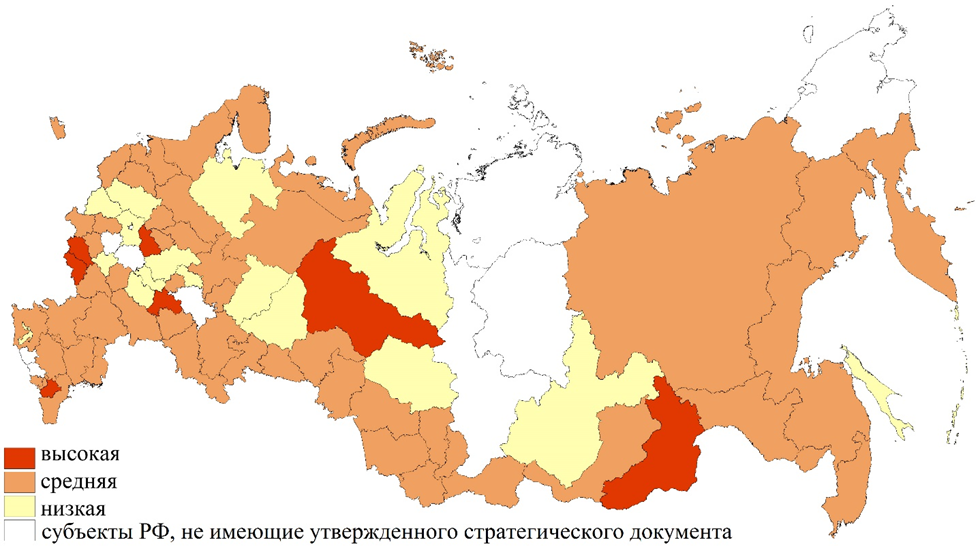 высокая
средняя
низкая
субъекты РФ, не имеющие утвержденного стратегического документа